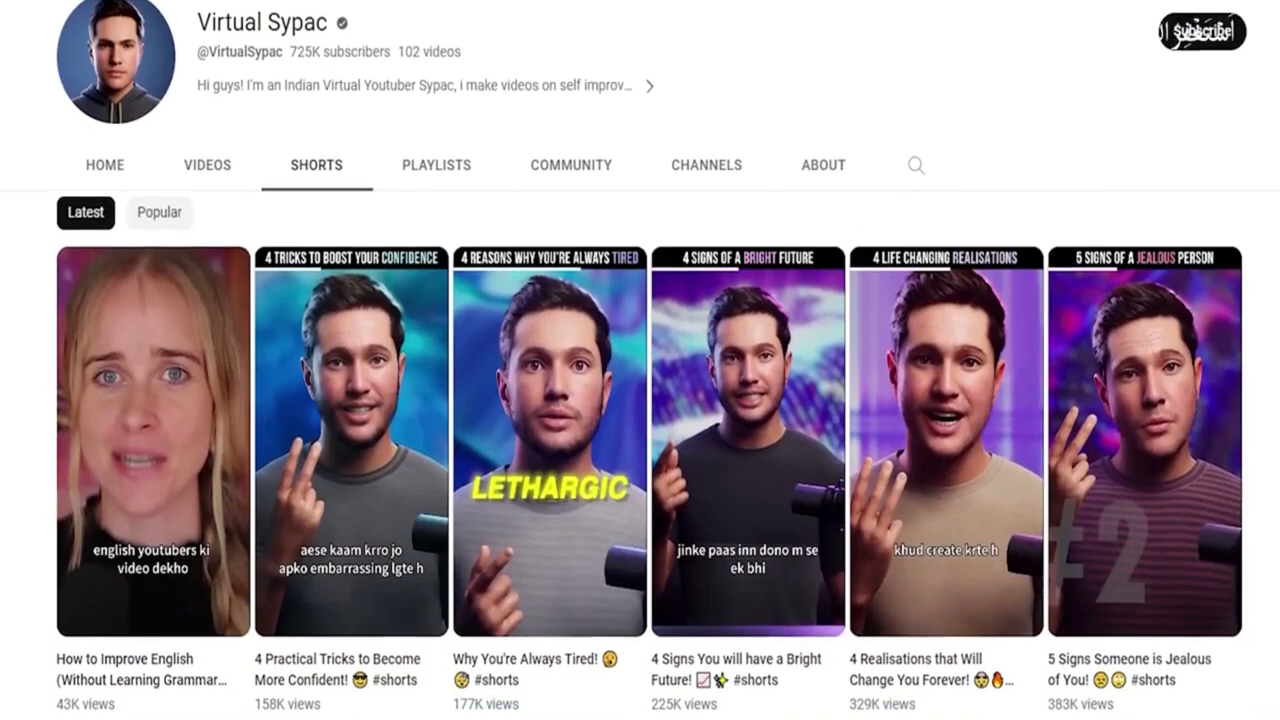 Virtual Sypac
@VirtualSypac 725K subscribers 102 videos
Subscribe
Hi guys! I'm an Indian Virtual Youtuber Sypac, i make videos on self improv...
HOME VIDEOS SHORTS PLAYLISTS COMMUNITY CHANNELS ABOUT
Latest Popular
english youtubers ki
video dekho
How to Improve English
(Without Learning Grammar...
43K views
4 TRICKS TO BOOST YOUR CONFIDENCE
aese kaam krro jo
apko embarrassing lgte h
4 Practical Tricks to Become
More Confident! 😎 #shorts
158K views
4 REASONS WHY YOU'RE ALWAYS TIRED
LETHARGIC
Why You're Always Tired! 😮
😴 #shorts
177K views
4 SIGNS OF A BRIGHT FUTURE
jinke paas inn dono m se
ek bhi
4 Signs You will have a Bright
Future! 📈✨ #shorts
225K views
4 LIFE CHANGING REALISATIONS
khud create krte h
4 Realisations that Will
Change You Forever! 😳🔥...
329K views
5 SIGNS OF A JEALOUS PERSON
#2
5 Signs Someone is Jealous
of You! 😒🙄 #shorts
383K views